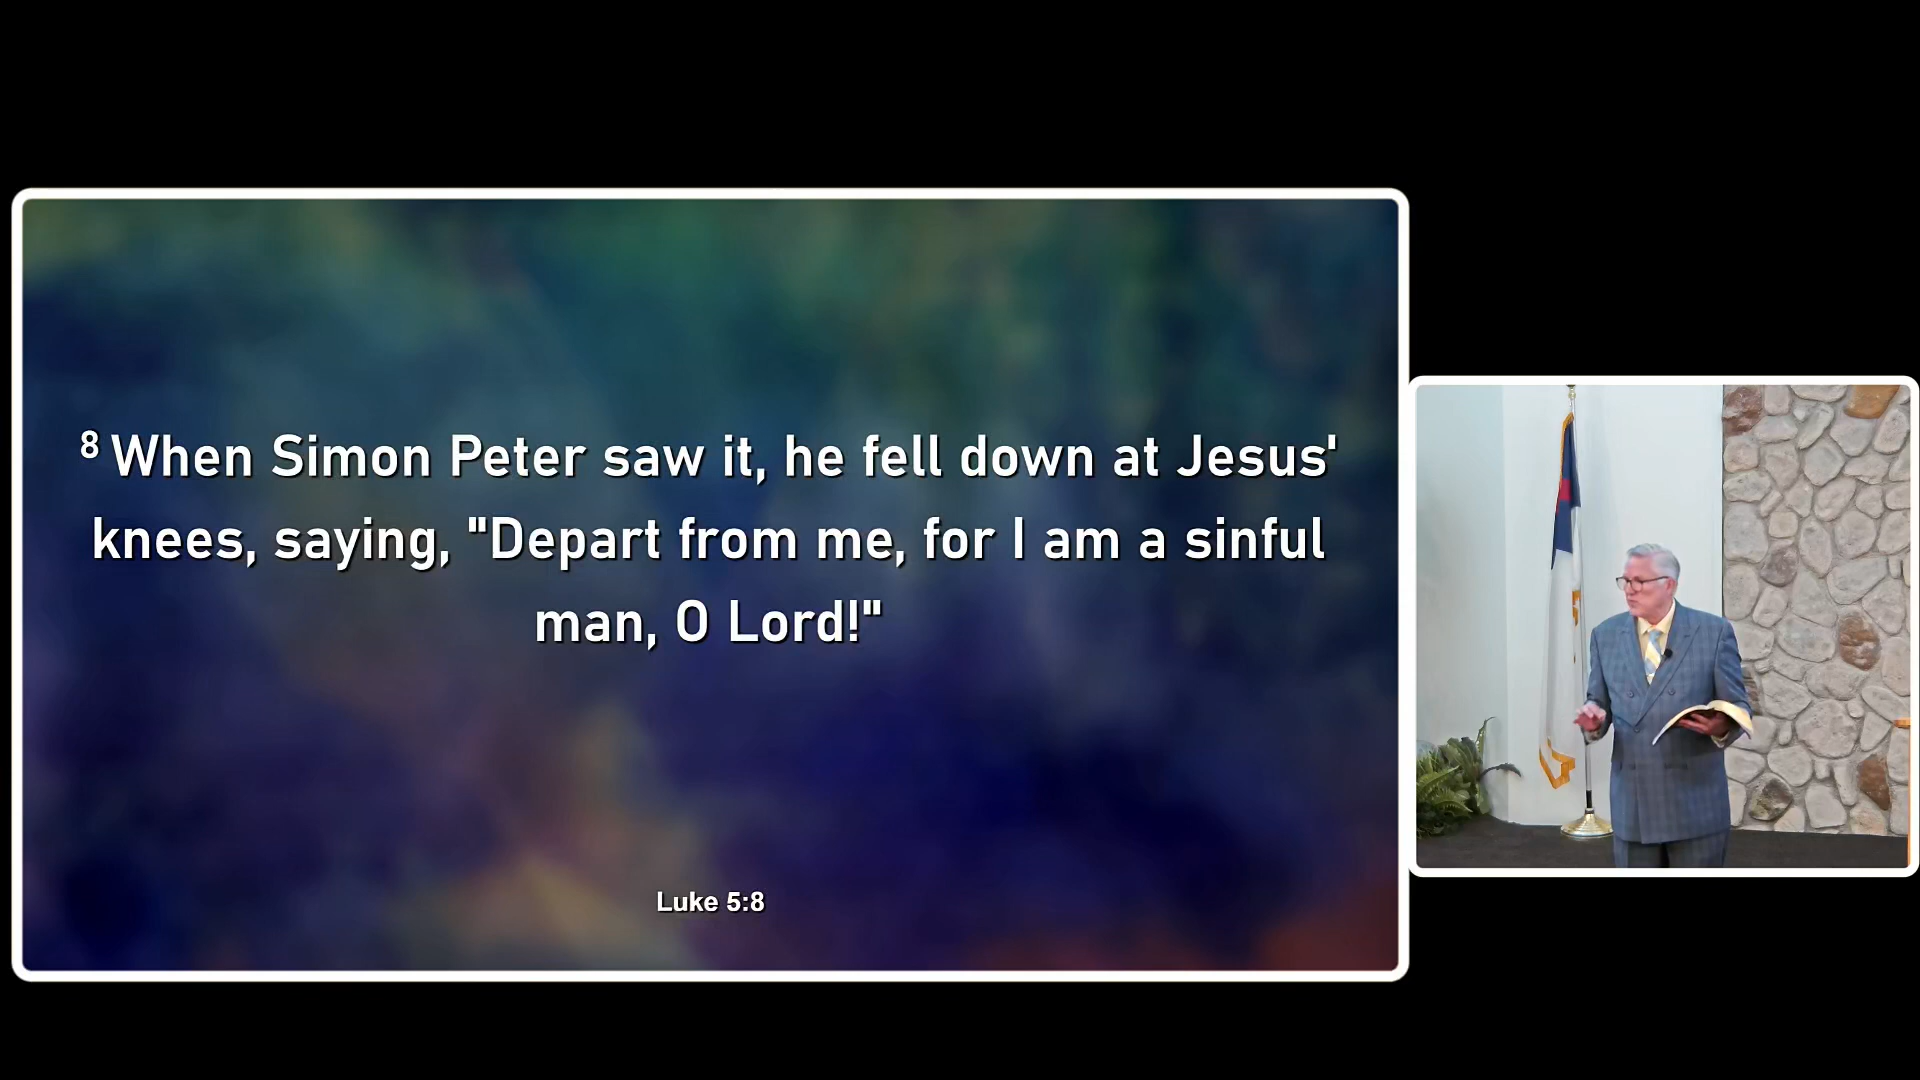 8 When Simon Peter saw it, he fell down at Jesus'
knees, saying, "Depart from me, for I am a sinful
man, O Lord!"
Luke 5:8